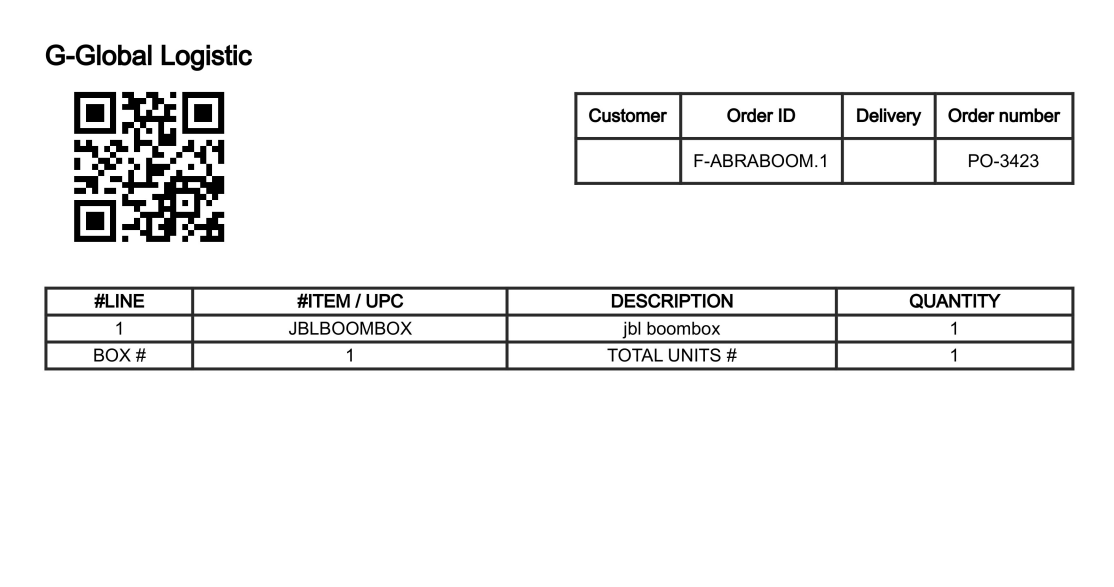 G-Global Logistic
Customer Order ID Delivery Order number
F-ABRABOOM.1 PO-3423
#LINE #ITEM / UPC DESCRIPTION QUANTITY
1 JBLBOOMBOX jbl boombox 1
BOX # 1 TOTAL UNITS # 1